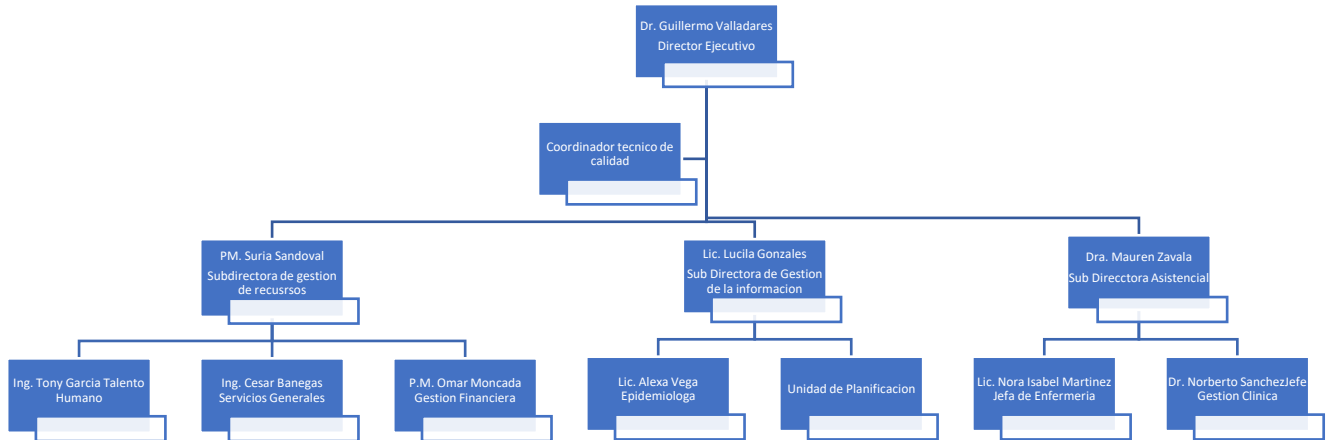 Dr. Guillermo Valladares
Director Ejecutivo
Coordinador tecnico de
calidad
PM. Suria Sandoval
Subdirectora de gestion
de recusrsos
Lic. Lucila Gonzales
Sub Directora de Gestion
de la informacion
Dra. Mauren Zavala
Sub Direcctora Asistencial
Ing. Tony Garcia Talento
Humano
Ing. Cesar Banegas
Servicios Generales
P.M. Omar Moncada
Gestion Financiera
Lic. Alexa Vega
Epidemiologa
Unidad de Planificacion
Lic. Nora Isabel Martinez
Jefa de Enfermeria
Dr. Norberto SanchezJefe
Gestion Clinica